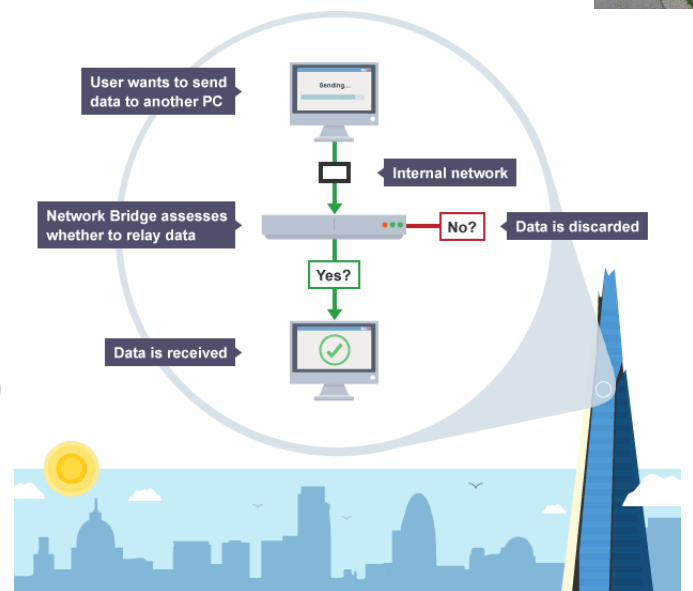 User wants to send
data to another PC
Sending...
Internal network
Network Bridge assesses
whether to relay data
No?
Data is discarded
Yes?
Data is received